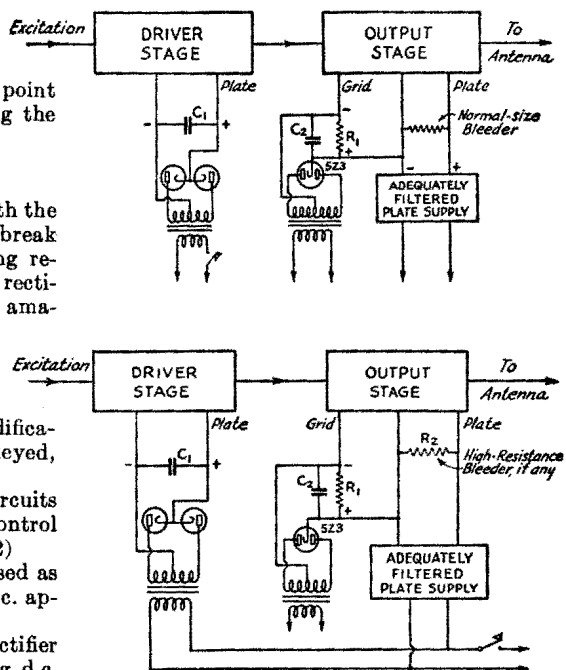 point
g the
th the
break
ng re-
recti-
ama-
difica-
eyed,
rcuits
ontrol
2)
sed as
c. ap-
ctifier
g. d.c.
Excitation
DRIVER
STAGE
OUTPUT
STAGE
To
Antenna
Plate
Grid
Plate
- C₁ +
C₂
-
R₁
+
5Z3
Normal-size
Bleeder
- +
ADEQUATELY
FILTERED
PLATE SUPPLY
Excitation
DRIVER
STAGE
OUTPUT
STAGE
To
Antenna
Plate
Grid
Plate
- C₁ +
C₂
-
R₁
+
5Z3
R₂
High-Resistance
Bleeder, if any
ADEQUATELY
FILTERED
PLATE SUPPLY